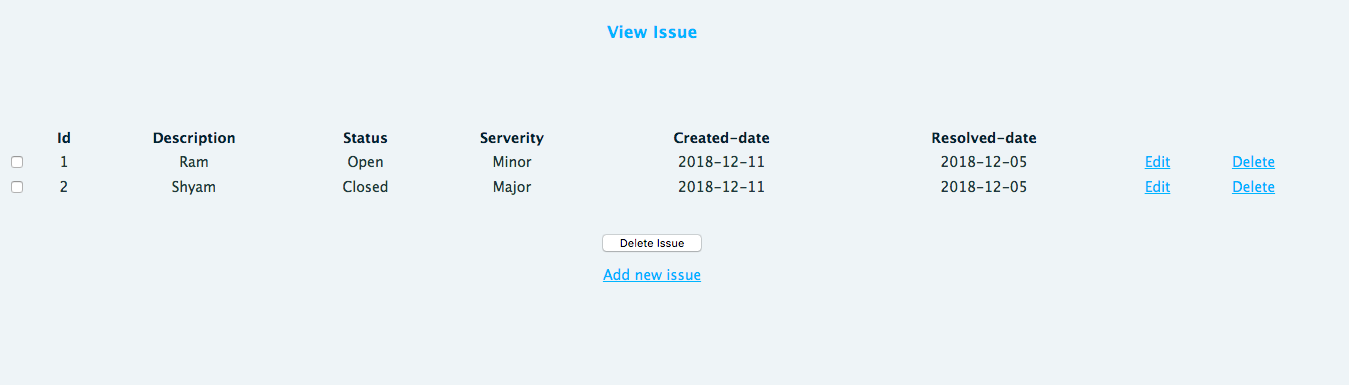 View Issue
Id Description Status Serverity Created-date Resolved-date
1 Ram Open Minor 2018-12-11 2018-12-05 Edit Delete
2 Shyam Closed Major 2018-12-11 2018-12-05 Edit Delete
Delete Issue
Add new issue